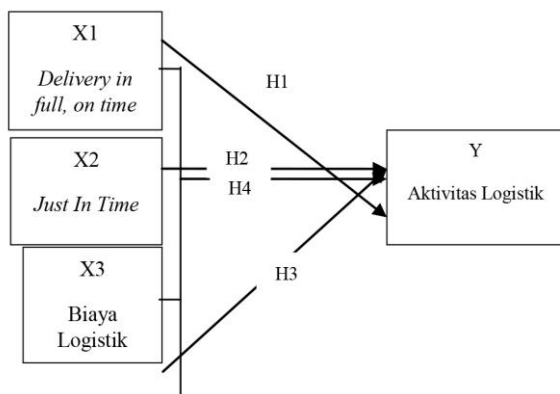 X1
Delivery in
full, on time
H1
X2
Just In Time
H2
H4
Y
Aktivitas Logistik
X3
Biaya
Logistik
H3